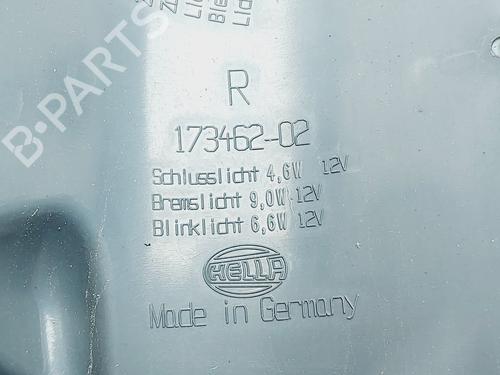 R
173462-02
Schlusslicht 4,6W 12V
Bremslicht 9,0W 12V
Blinklicht 6,6W 12V
HELLA
Made in Germany
B-PARTS